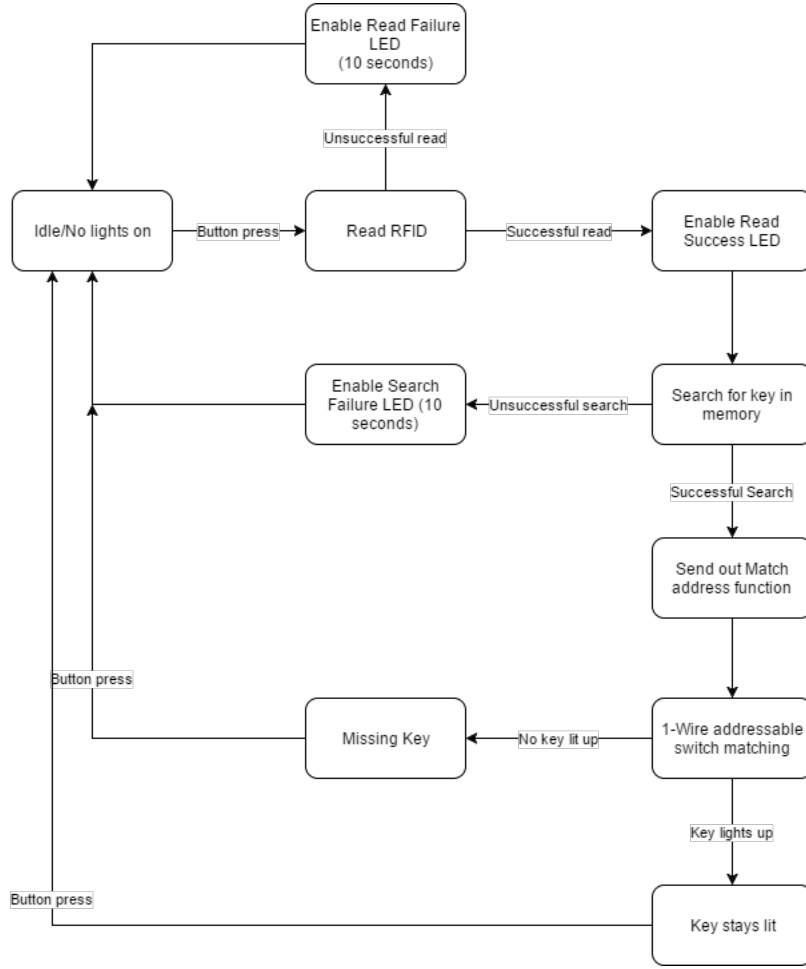 Enable Read Failure
LED
(10 seconds)
Unsuccessful read
Idle/No lights on
Button press
Read RFID
Successful read
Enable Read
Success LED
Enable Search
Failure LED (10
seconds)
Unsuccessful search
Search for key in
memory
Successful Search
Send out Match
address function
Button press
Missing Key
No key lit up
1-Wire addressable
switch matching
Key lights up
Button press
Key stays lit